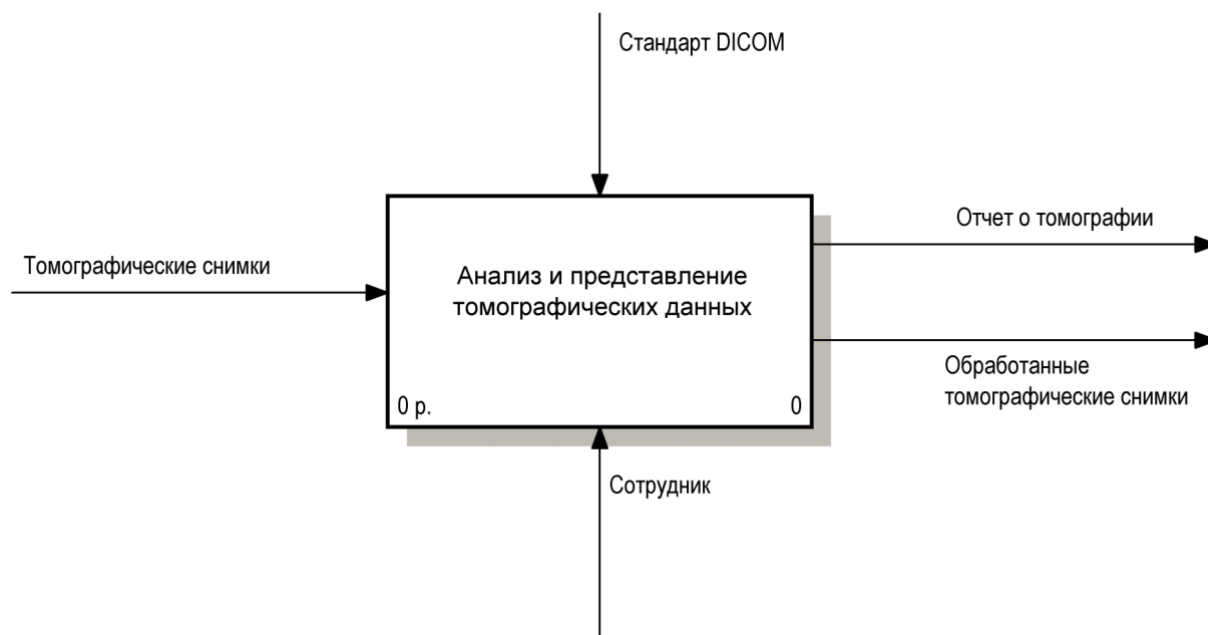 Стандарт DICOM
Отчет о томографии
Томографические снимки
Анализ и представление
томографических данных
Обработанные
томографические снимки
0 р.
0
Сотрудник